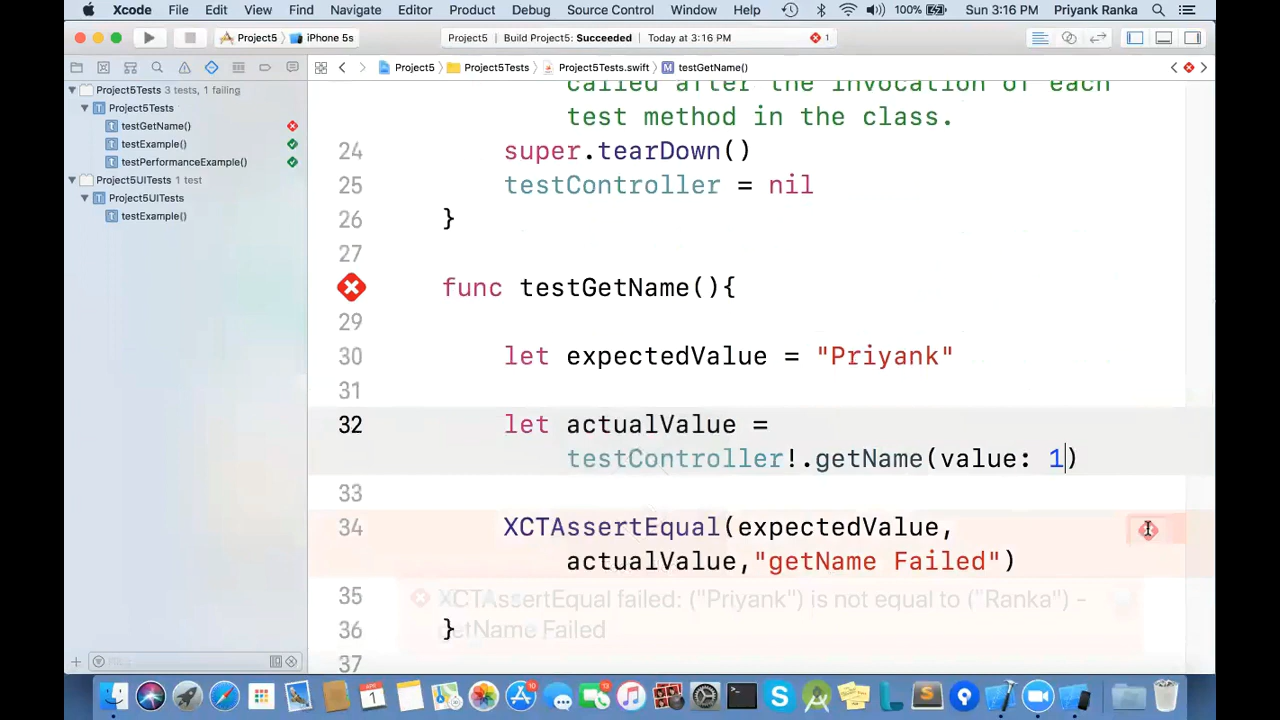 Xcode File Edit View Find Navigate Editor Product Debug Source Control Window Help 100% Sun 3:16 PM Priyank Ranka
Project5 iPhone 5s Project5 Build Project5: Succeeded Today at 3:16 PM 1
Project5 Project5Tests Project5Tests.swift M testGetName()
Project5Tests 3 tests, 1 failing
Project5Tests
testGetName()
testExample()
testPerformanceExample()
Project5UITests 1 test
Project5UITests
testExample()
called after the invocation of each
test method in the class.
24 super.tearDown()
25 testController = nil
26 }
27
func testGetName(){
29
30 let expectedValue = "Priyank"
31
32 let actualValue =
testController!.getName(value: 1)
33
34 XCTAssertEqual(expectedValue,
actualValue,"getName Failed")
35 XCTAssertEqual failed: ("Priyank") is not equal to ("Ranka") -
36 } getName Failed
37